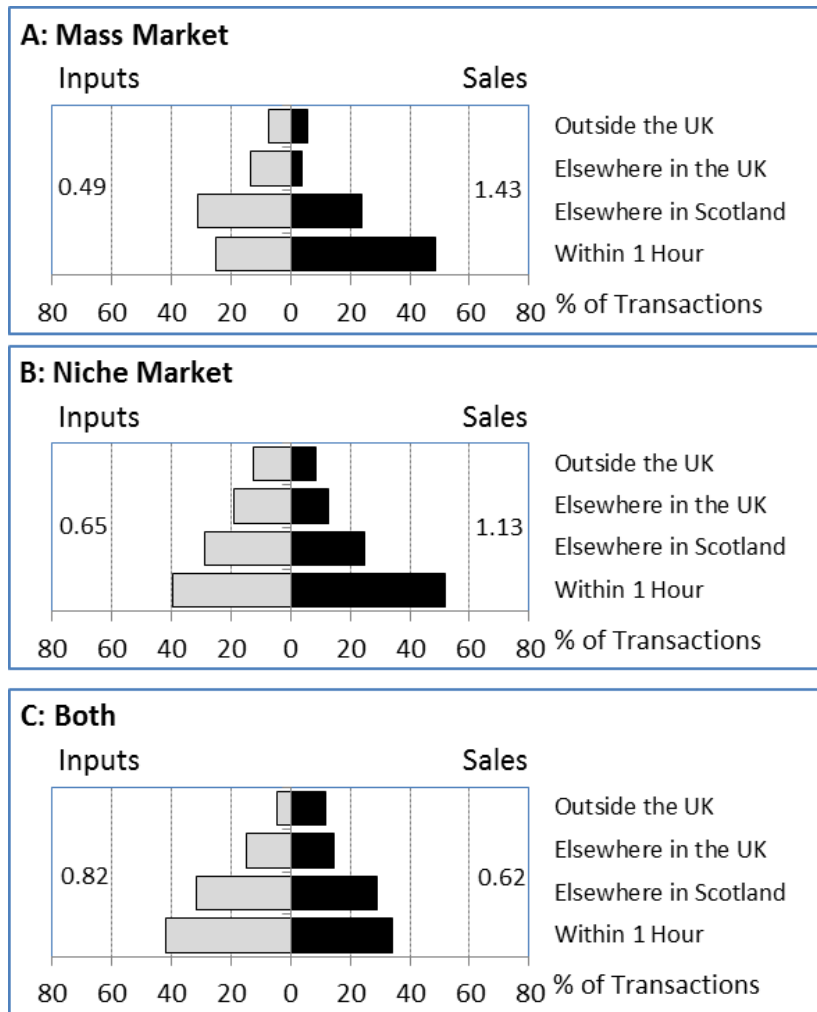 A: Mass Market
Inputs Sales
Outside the UK
Elsewhere in the UK
0.49 1.43
Elsewhere in Scotland
Within 1 Hour
80 60 40 20 0 20 40 60 80 % of Transactions
B: Niche Market
Inputs Sales
Outside the UK
Elsewhere in the UK
0.65 1.13
Elsewhere in Scotland
Within 1 Hour
80 60 40 20 0 20 40 60 80 % of Transactions
C: Both
Inputs Sales
Outside the UK
Elsewhere in the UK
0.82 0.62 Elsewhere in Scotland
Within 1 Hour
80 60 40 20 0 20 40 60 80 % of Transactions